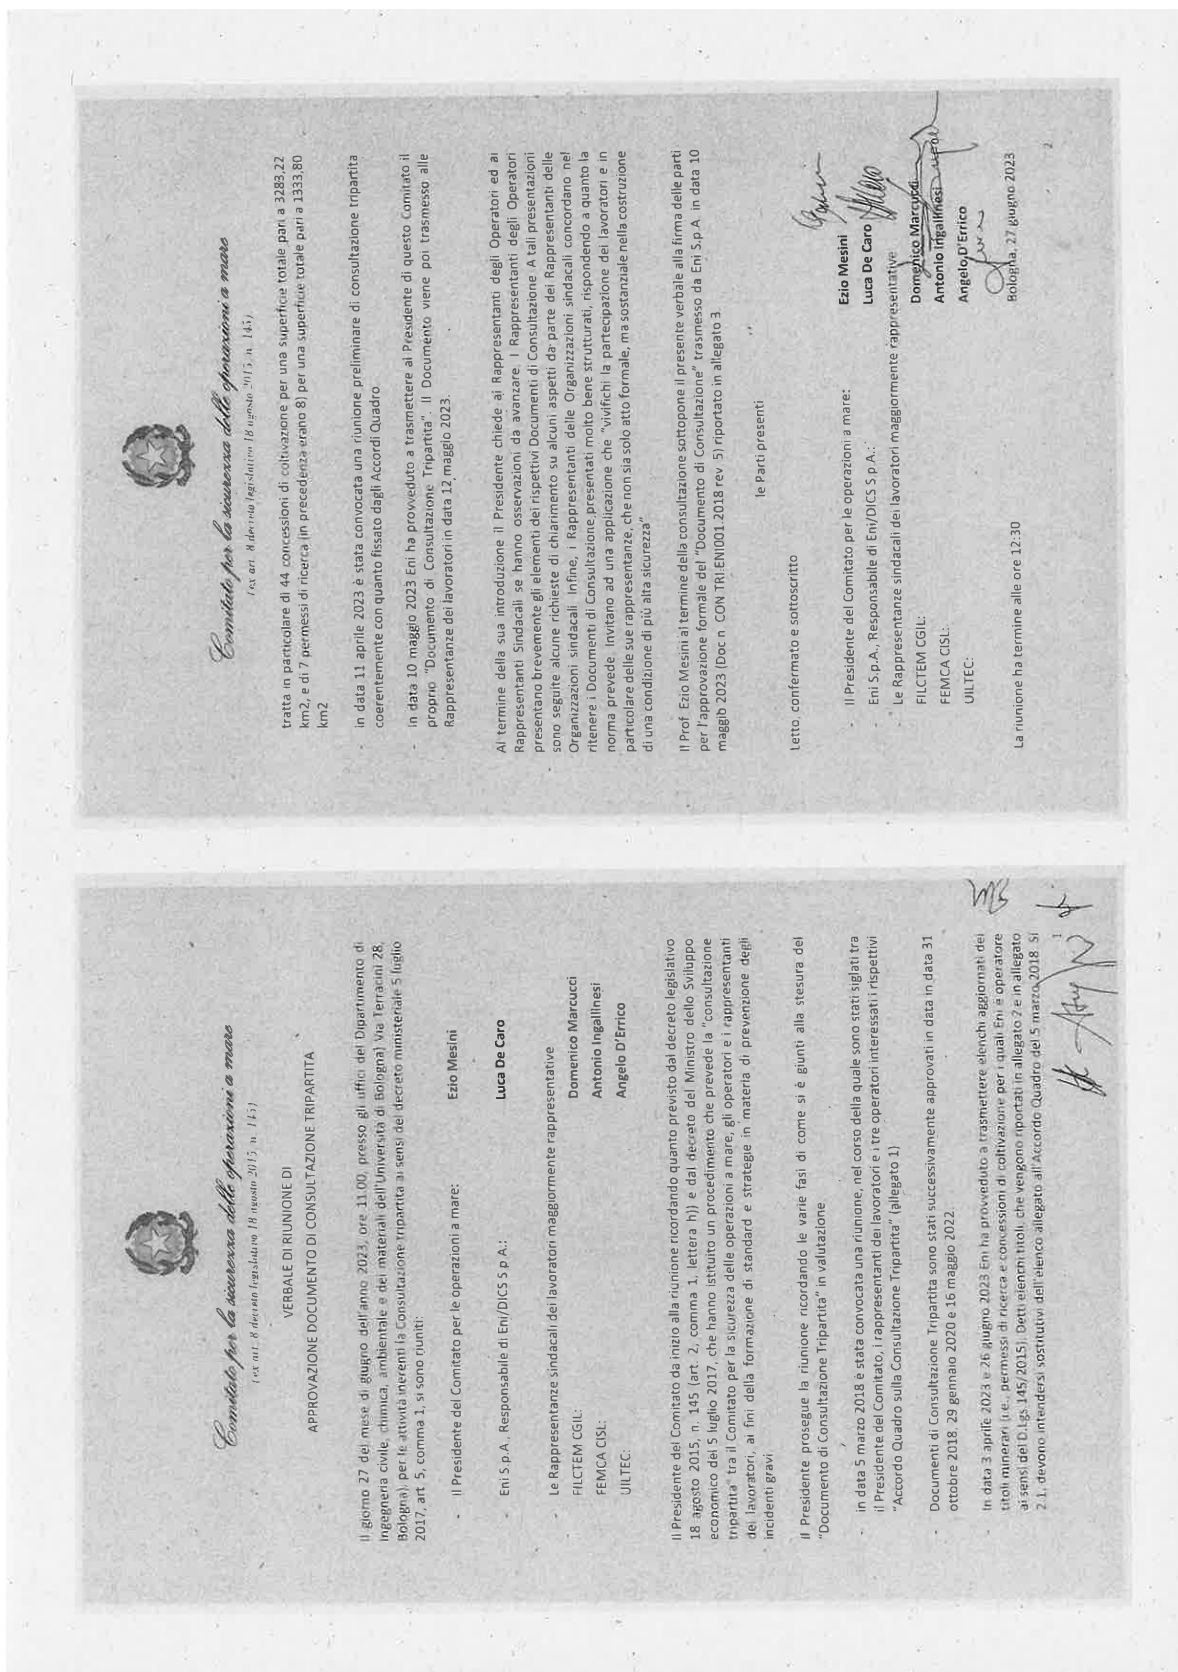 Comitato per la sicurezza delle operazioni a mare
(ex art. 8 decreto legislativo 18 agosto 2015, n. 145)
VERBALE DI RIUNIONE DI
APPROVAZIONE DOCUMENTO DI CONSULTAZIONE TRIPARTITA
Il giorno 27 del mese di giugno dell'anno 2023, ore 11.00, presso gli uffici del Dipartimento di
Ingegneria civile, chimica, ambientale e dei materiali dell'Università di Bologna) Via Terracini 28,
Bologna), per le attività inerenti la Consultazione tripartita ai sensi del decreto ministeriale 5 luglio
2017, art 5, comma 1, si sono riuniti:
- Il Presidente del Comitato per le operazioni a mare: Ezio Mesini
- Eni S.p.A., Responsabile di Eni/DICS S p A.: Luca De Caro
- Le Rappresentanze sindacali dei lavoratori maggiormente rappresentative
FILCTEM CGIL: Domenico Marcucci
FEMCA CISL: Antonio Ingallinesi
UILTEC: Angelo D'Errico
Il Presidente del Comitato da inizio alla riunione ricordando quanto previsto dal decreto legislativo
18 agosto 2015, n. 145 (art. 2, comma 1, lettera h)) e dal decreto del Ministro dello Sviluppo
economico del 5 luglio 2017, che hanno istituito un procedimento che prevede la "consultazione
tripartita" tra il Comitato per la sicurezza delle operazioni a mare, gli operatori e i rappresentanti
dei lavoratori, ai fini della formazione di standard e strategie in materia di prevenzione degli
incidenti gravi
Il Presidente prosegue la riunione ricordando le varie fasi di come si è giunti alla stesura del
"Documento di Consultazione Tripartita" in valutazione
- in data 5 marzo 2018 è stata convocata una riunione, nel corso della quale sono stati siglati tra
il Presidente del Comitato, i rappresentanti dei lavoratori e i tre operatori interessati i rispettivi
"Accordo Quadro sulla Consultazione Tripartita" (allegato 1)
- Documenti di Consultazione Tripartita sono stati successivamente approvati in data 31
ottobre 2018, 29 gennaio 2020 e 16 maggio 2022.
- In data 3 aprile 2023 e 26 giugno 2023 Eni ha provveduto a trasmettere elenchi aggiornati dei
titoli minerari (i.e., permessi di ricerca e concessioni di coltivazione per i quali Eni è operatore
ai sensi del D.Lgs.145/2015). Detti elenchi titoli, che vengono riportati in allegato 2 e in allegato
2.1, devono intendersi sostitutivi dell'elenco allegato all'Accordo Quadro del 5 marzo 2018. Si
1
Comitato per la sicurezza delle operazioni a mare
(ex art. 8 decreto legislativo 18 agosto 2015, n. 145)
tratta in particolare di 44 concessioni di coltivazione per una superficie totale pari a 3283,22
km2, e di 7 permessi di ricerca (in precedenza erano 8) per una superficie totale pari a 1333,80
km2
- in data 11 aprile 2023 è stata convocata una riunione preliminare di consultazione tripartita
coerentemente con quanto fissato dagli Accordi Quadro
- in data 10 maggio 2023 Eni ha provveduto a trasmettere al Presidente di questo Comitato il
proprio "Documento di Consultazione Tripartita". Il Documento viene poi trasmesso alle
Rappresentanze dei lavoratori in data 12 maggio 2023.
Al termine della sua introduzione il Presidente chiede ai Rappresentanti degli Operatori ed ai
Rappresentanti Sindacali se hanno osservazioni da avanzare. I Rappresentanti degli Operatori
presentano brevemente gli elementi dei rispettivi Documenti di Consultazione. A tali presentazioni
sono seguite alcune richieste di chiarimento su alcuni aspetti da parte dei Rappresentanti delle
Organizzazioni sindacali. Infine, i Rappresentanti delle Organizzazioni sindacali concordano nel
ritenere i Documenti di Consultazione presentati molto bene strutturati, rispondendo a quanto la
norma prevede. Invitano ad una applicazione che "vivifichi la partecipazione dei lavoratori e in
particolare delle sue rappresentanze, che non sia solo atto formale, ma sostanziale nella costruzione
di una condizione di più alta sicurezza"
Il Prof. Ezio Mesini al termine della consultazione sottopone il presente verbale alla firma delle parti
per l'approvazione formale del "Documento di Consultazione" trasmesso da Eni S.p.A. in data 10
maggib 2023 (Doc n. CON TRI.ENI001.2018 rev. 5) riportato in allegato 3.
le Parti presenti
Letto, confermato e sottoscritto
- Il Presidente del Comitato per le operazioni a mare: Ezio Mesini
- Eni S.p.A., Responsabile di Eni/DICS S p A.: Luca De Caro
- Le Rappresentanze sindacali dei lavoratori maggiormente rappresentative
FILCTEM CGIL: Domenico Marcucci
FEMCA CISL: Antonio Ingallinesi
UILTEC: Angelo D'Errico
Bologna, 27 giugno 2023
La riunione ha termine alle ore 12:30
2